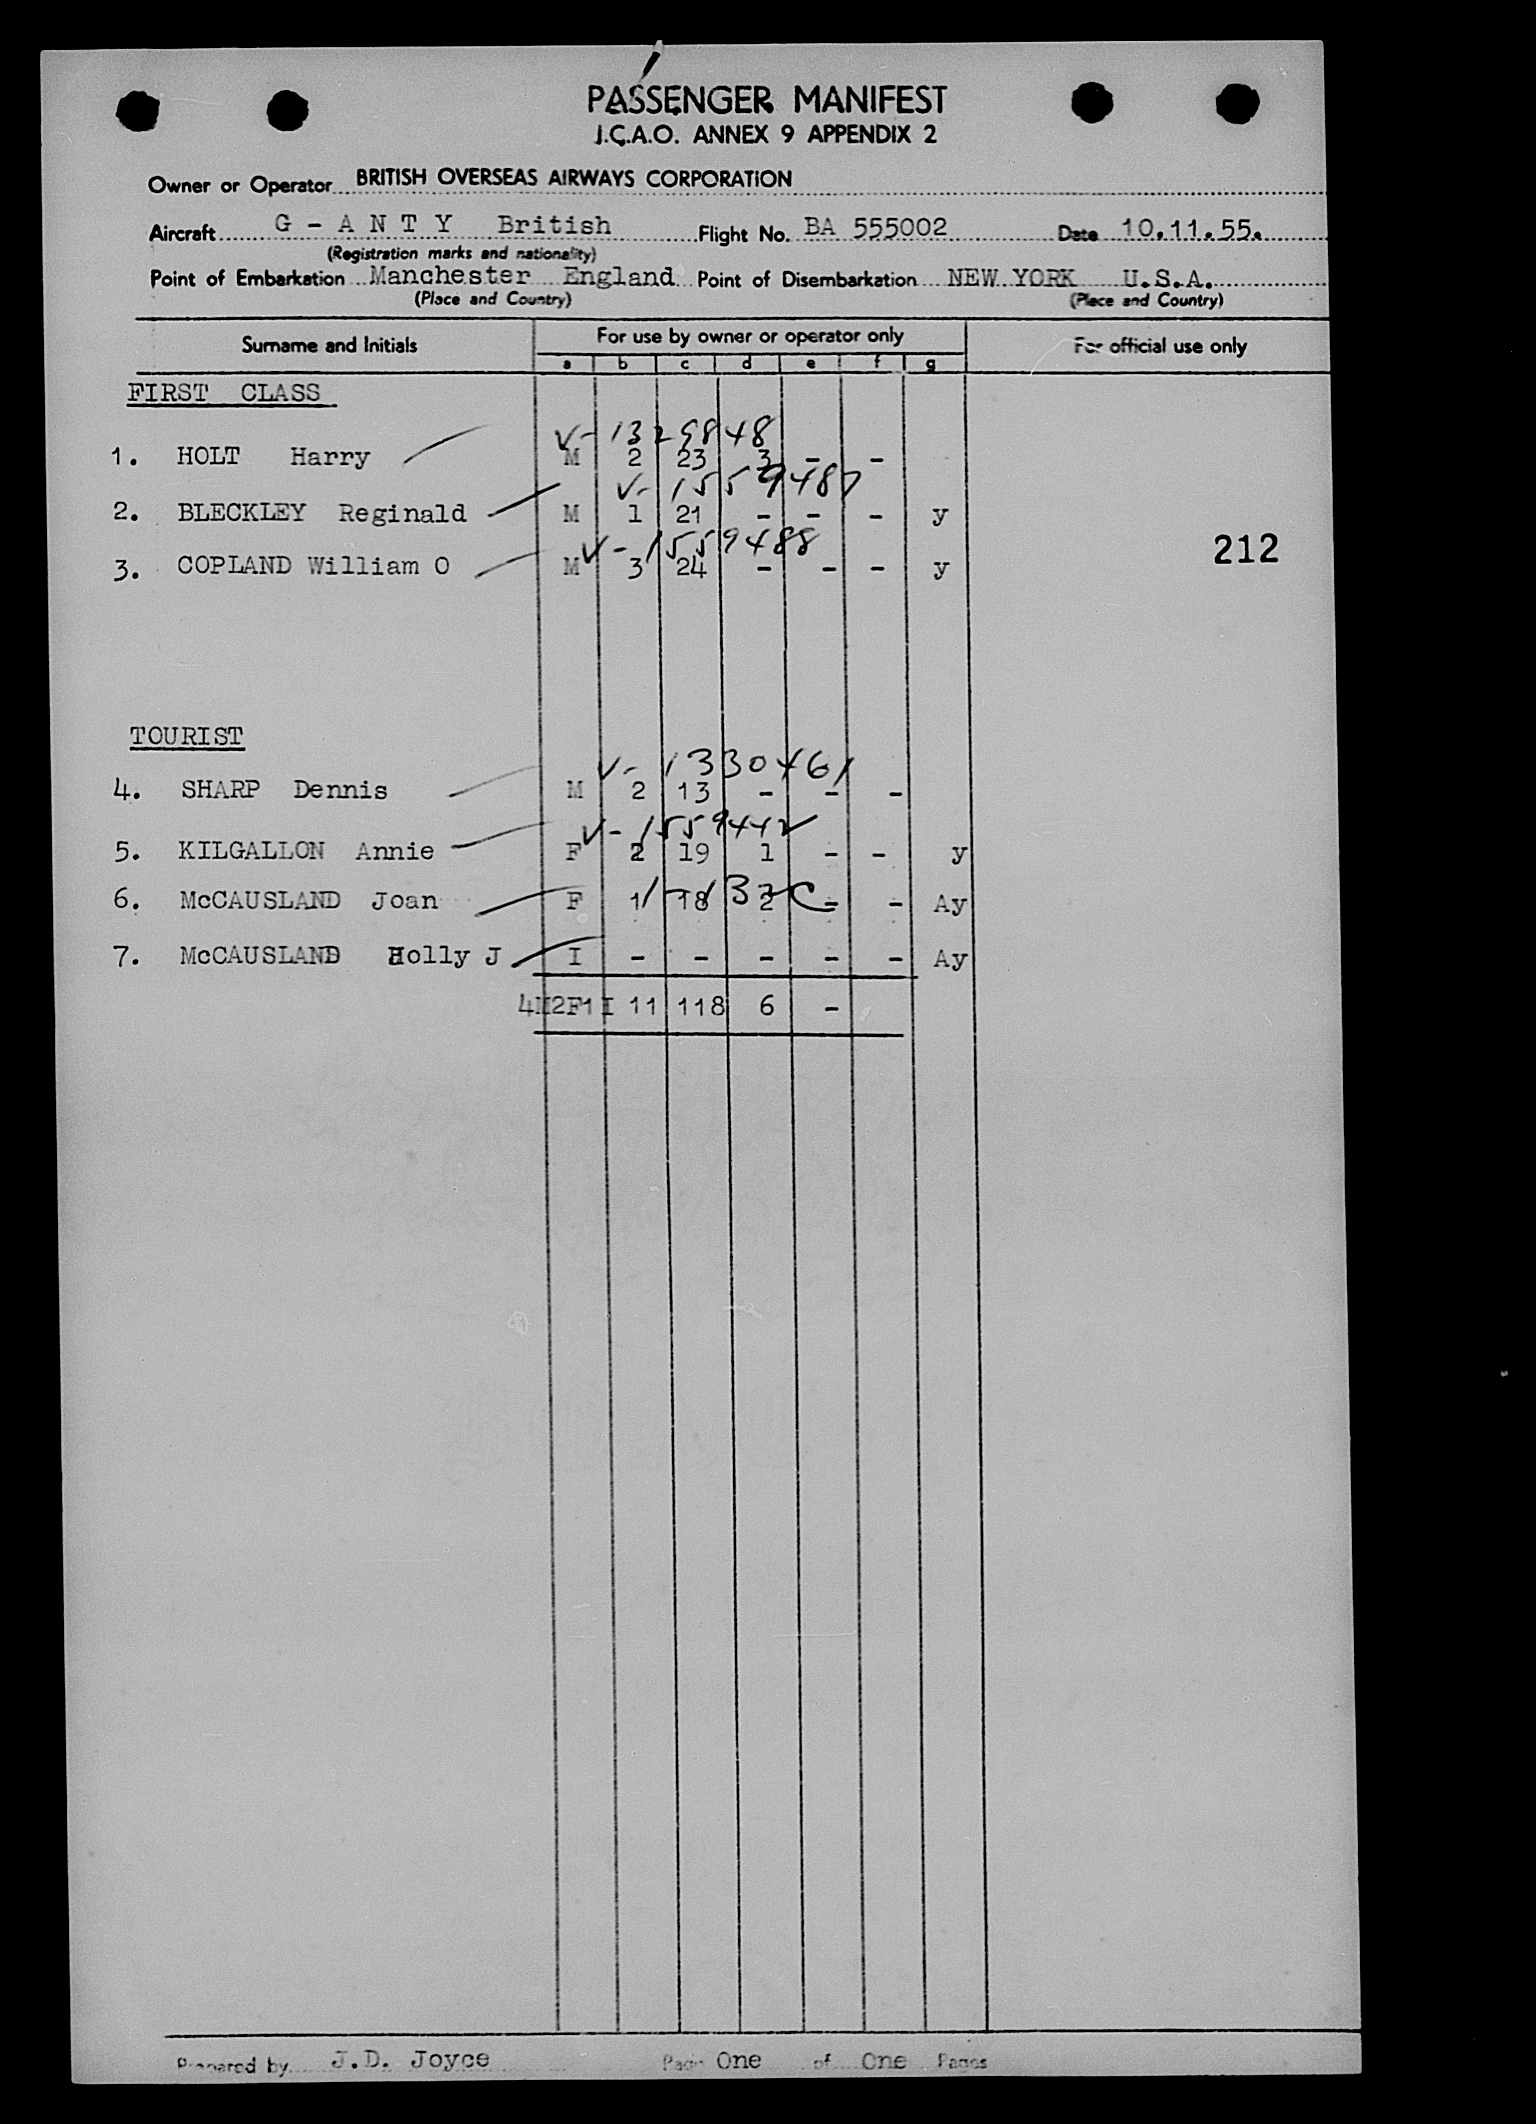 PASSENGER MANIFEST
I.C.A.O. ANNEX 9 APPENDIX 2
Owner or Operator BRITISH OVERSEAS AIRWAYS CORPORATION
Aircraft G - A N T Y British Flight No. BA 555002 Date 10.11.55.
(Registration marks and nationality)
Point of Embarkation Manchester England Point of Disembarkation NEW YORK U.S.A.
(Place and Country) (Place and Country)
Surname and Initials For use by owner or operator only For official use only
a b c d e f g
FIRST CLASS
V-1329848
1. HOLT Harry M 2 23 3 - -
V-1559487
2. BLECKLEY Reginald M 1 21 - - - y
V-1559488
3. COPLAND William O M 3 24 - - - y
212
TOURIST
V-1330461
4. SHARP Dennis M 2 13 - - -
V-1559442
5. KILGALLON Annie F 2 19 1 - - y
6. McCAUSLAND Joan F 1 18 2 - - Ay
7. McCAUSLAND Holly J I - - - - - Ay
4M2F1I 11 118 6 -
Prepared by J.D. Joyce Page One of One Pages